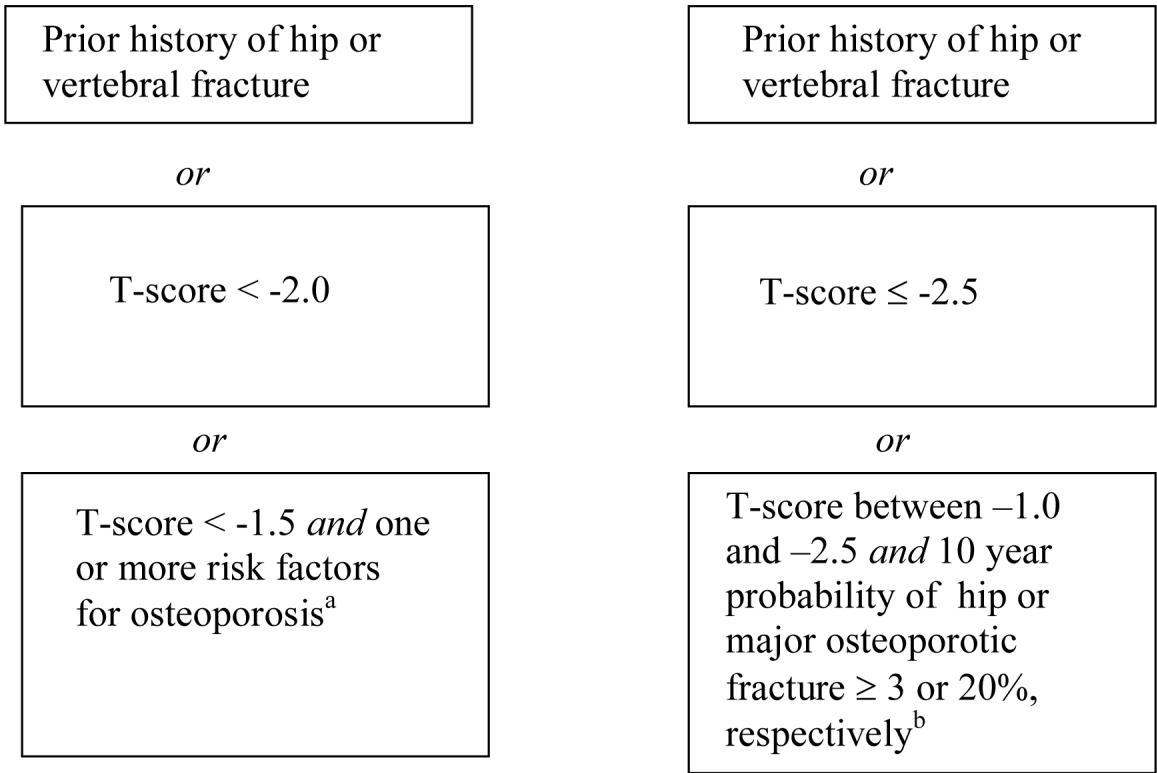 Prior history of hip or
vertebral fracture
or
T-score < -2.0
or
T-score < -1.5 and one
or more risk factors
for osteoporosisᵃ
Prior history of hip or
vertebral fracture
or
T-score ≤ -2.5
or
T-score between –1.0
and –2.5 and 10 year
probability of hip or
major osteoporotic
fracture ≥ 3 or 20%,
respectivelyᵇ